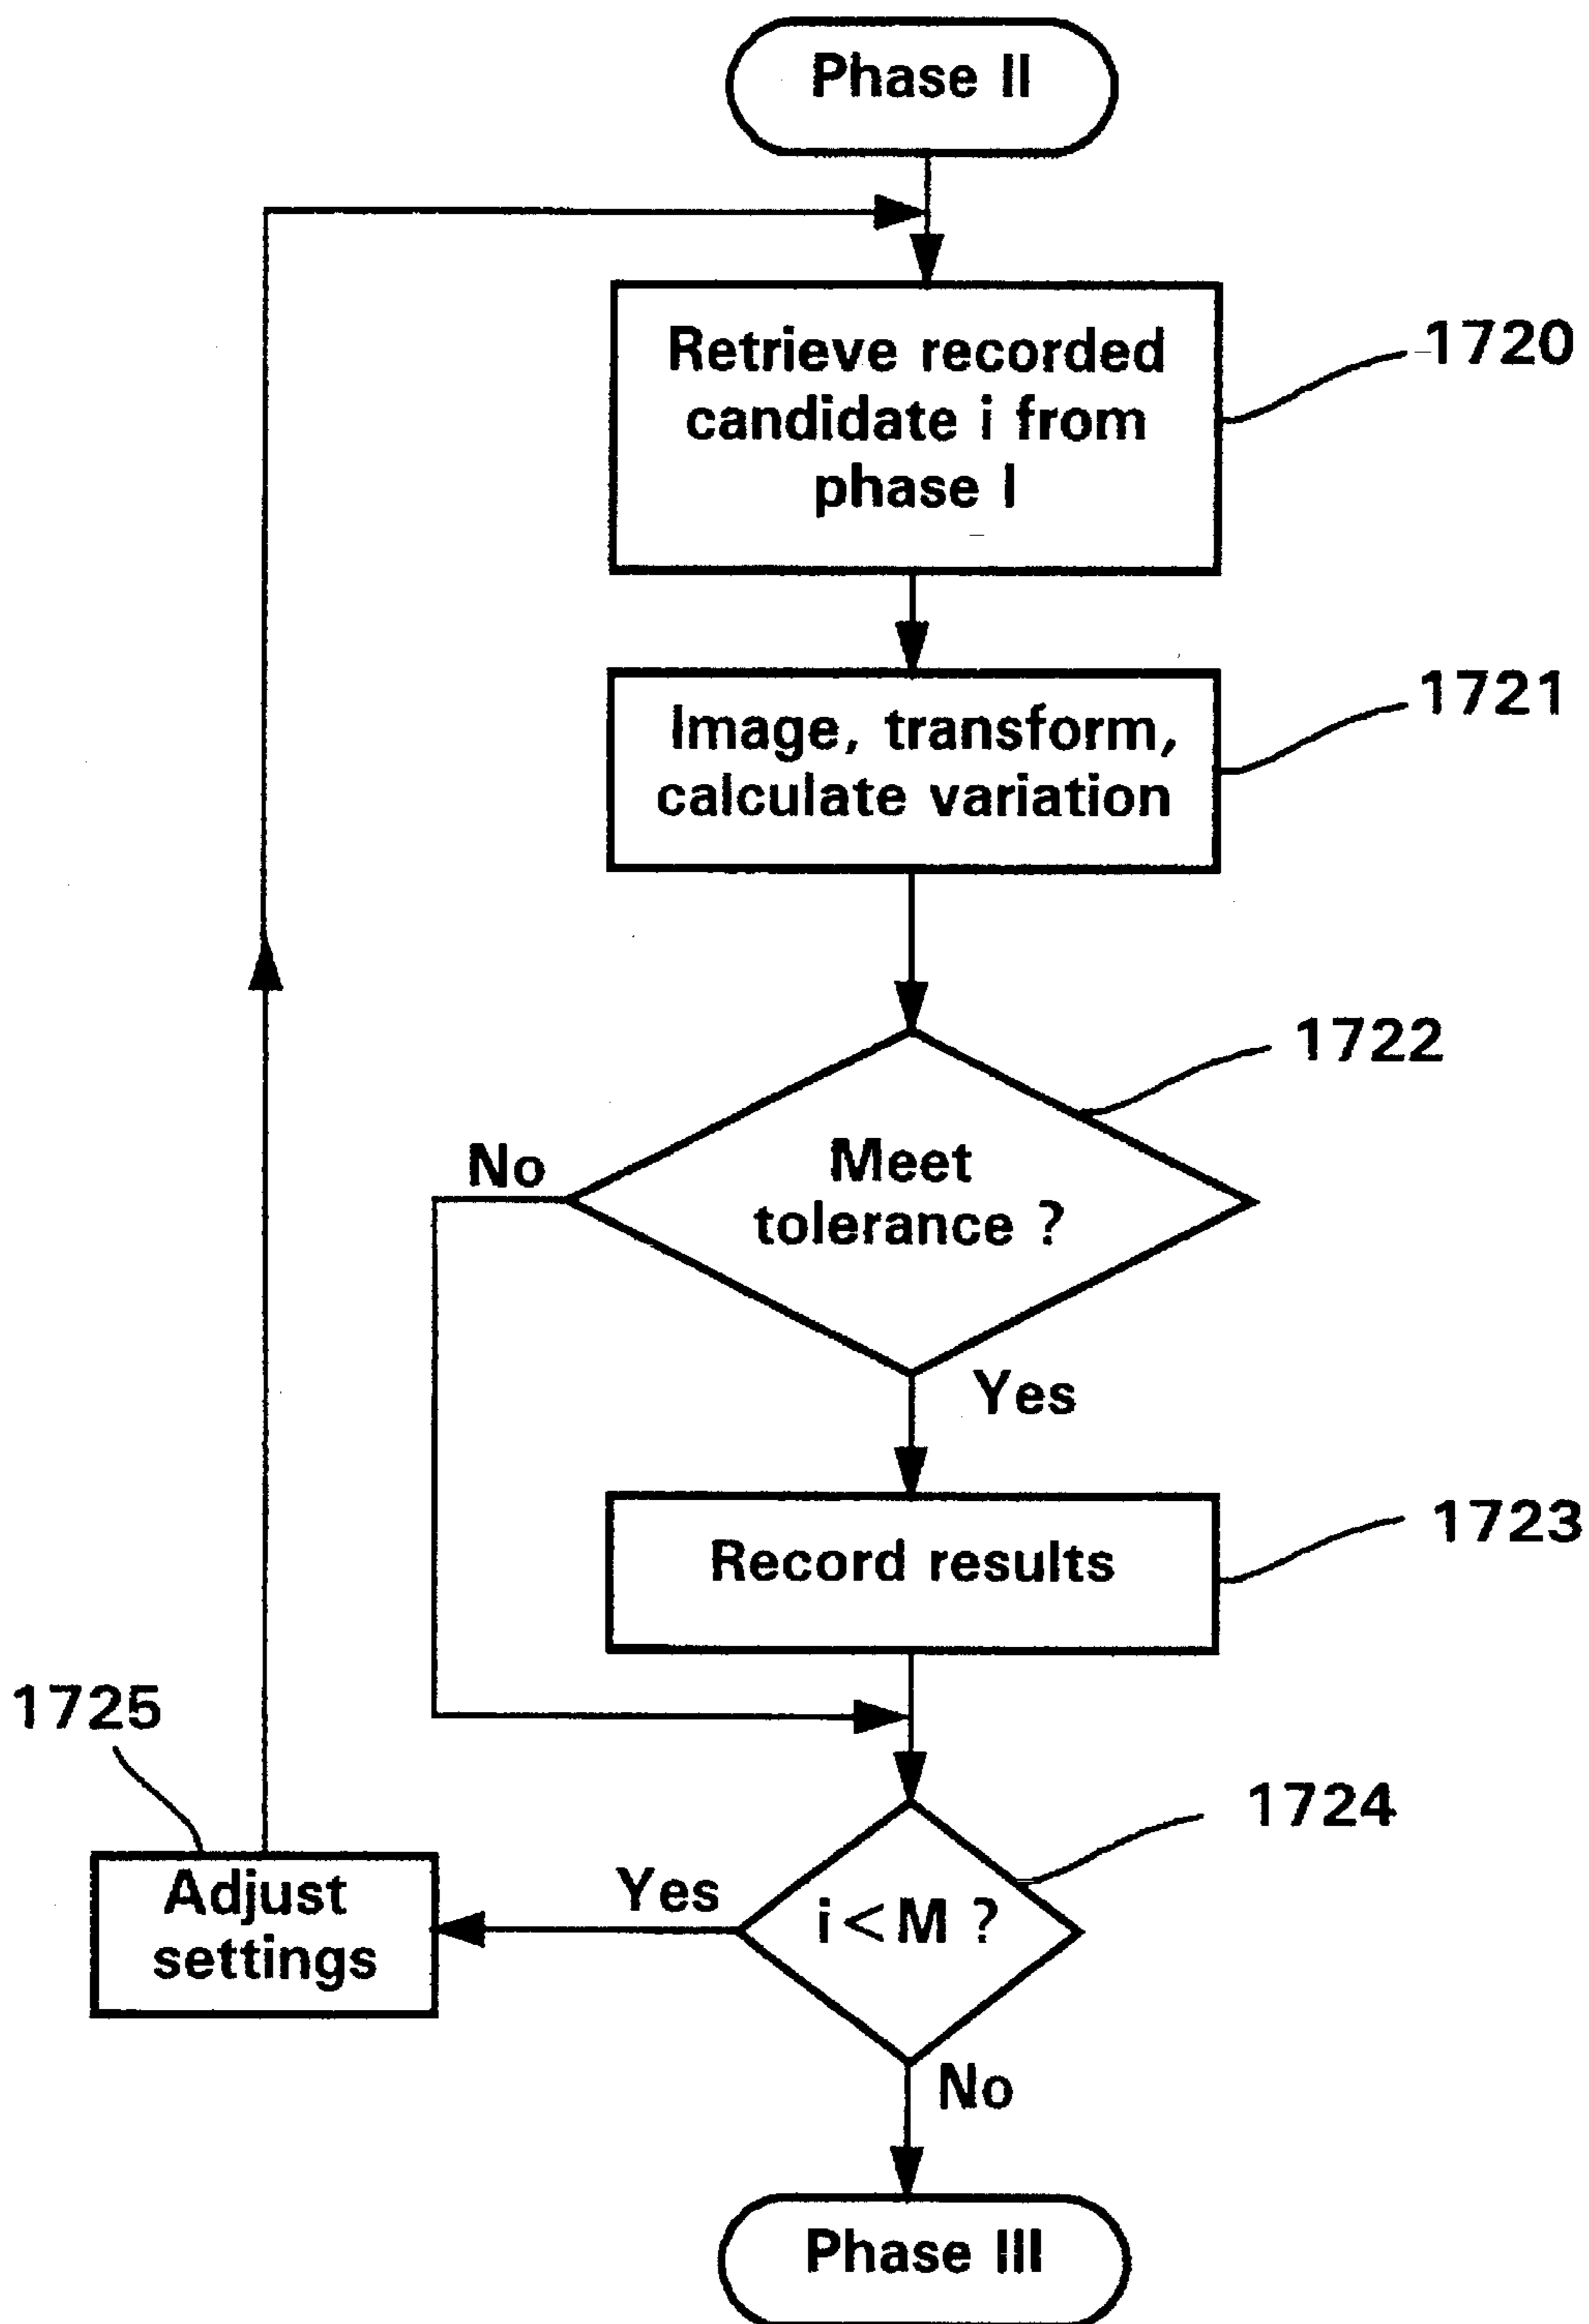 Phase II
Retrieve recorded
candidate i from
phase I
1720
Image, transform,
calculate variation
1721
1722
Meet
tolerance ?
No
Yes
Record results
1723
1725
1724
Adjust
settings
Yes
i<M ?
No
Phase III